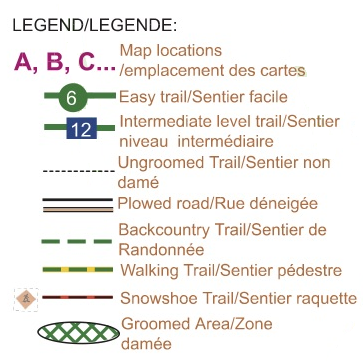 LEGEND/LEGENDE:
A, B, C... Map locations
/emplacement des cartes
6 Easy trail/Sentier facile
12 Intermediate level trail/Sentier
niveau intermédiaire
Ungroomed Trail/Sentier non
damé
Plowed road/Rue déneigée
Backcountry Trail/Sentier de
Randonnée
Walking Trail/Sentier pédestre
Snowshoe Trail/Sentier raquette
Groomed Area/Zone
damée